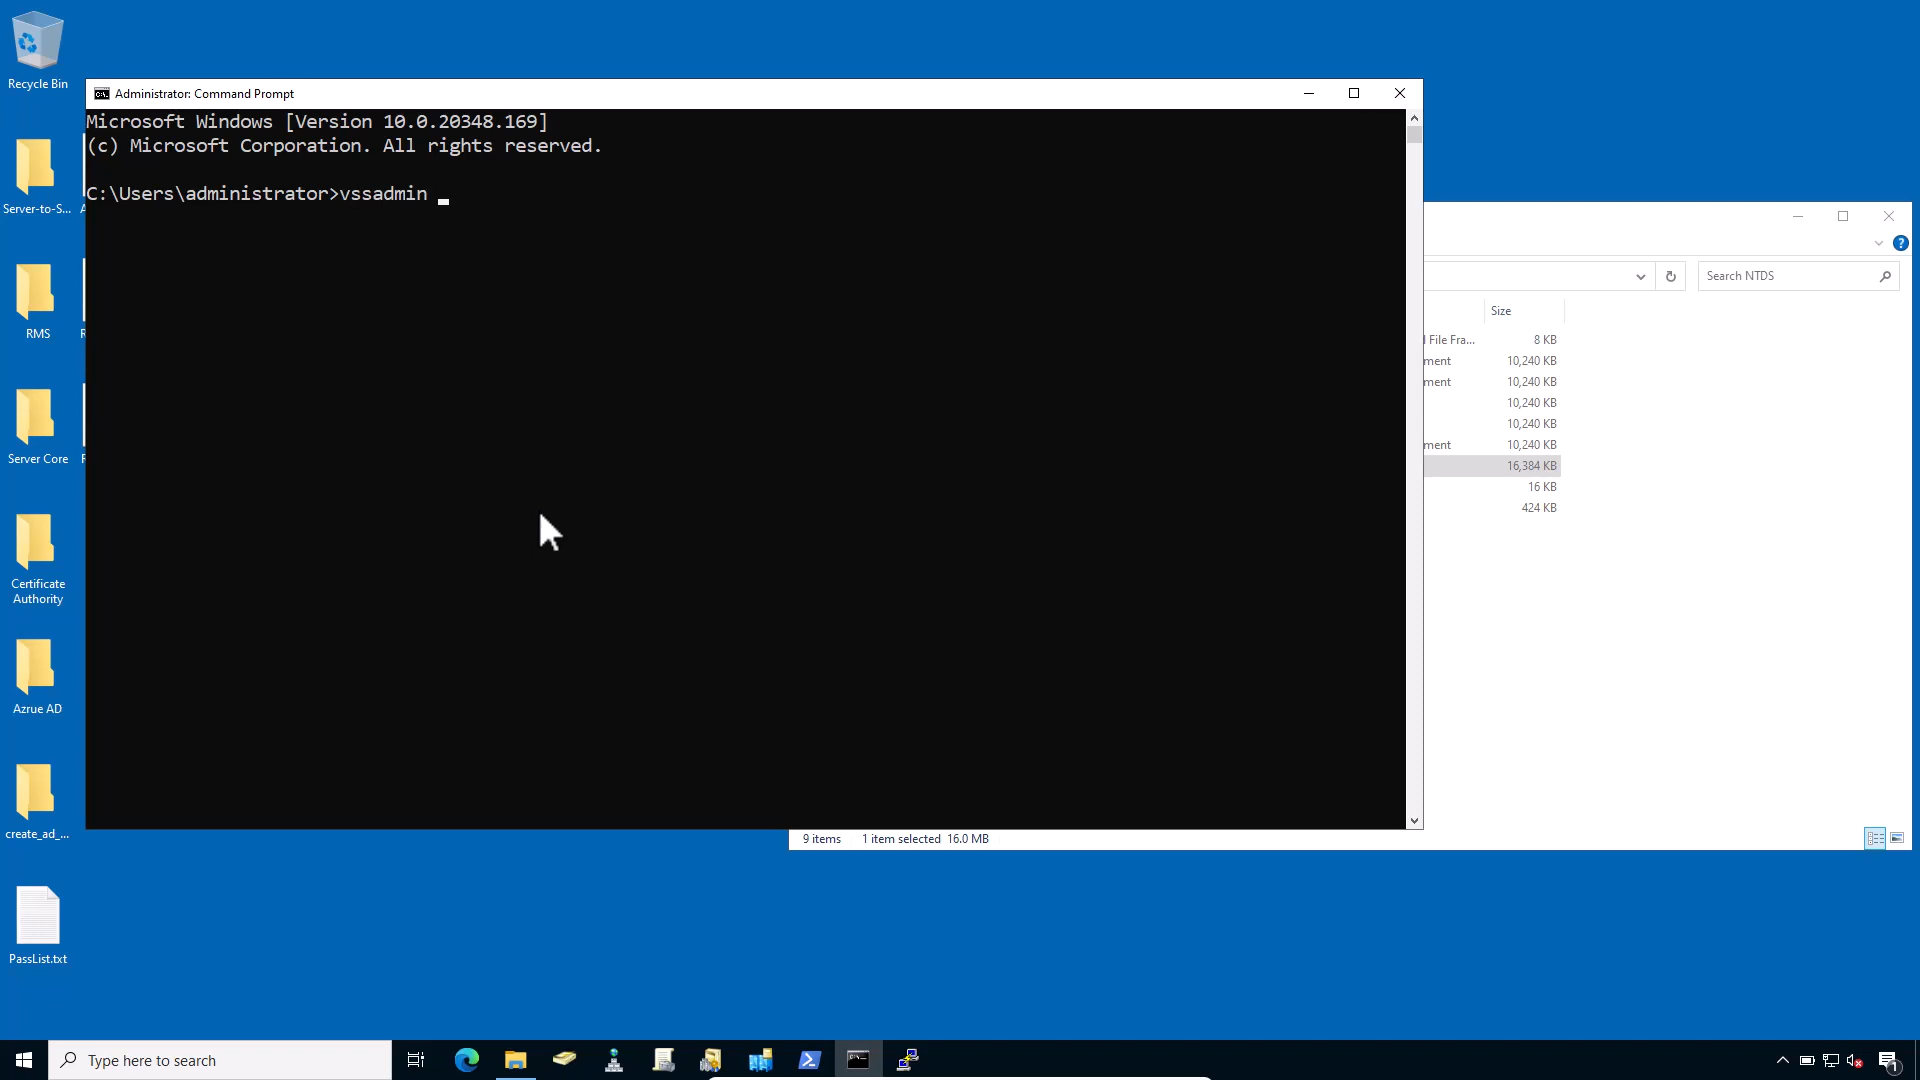 Recycle Bin
Server-to-S...
RMS
Server Core
Certificate
Authority
Azrue AD
create_ad_...
PassList.txt
Administrator: Command Prompt
Microsoft Windows [Version 10.0.20348.169]
(c) Microsoft Corporation. All rights reserved.
C:\Users\administrator>vssadmin
Search NTDS
Size
File Fra... 8 KB
ment 10,240 KB
ment 10,240 KB
10,240 KB
10,240 KB
ment 10,240 KB
16,384 KB
16 KB
424 KB
9 items 1 item selected 16.0 MB
Type here to search
1